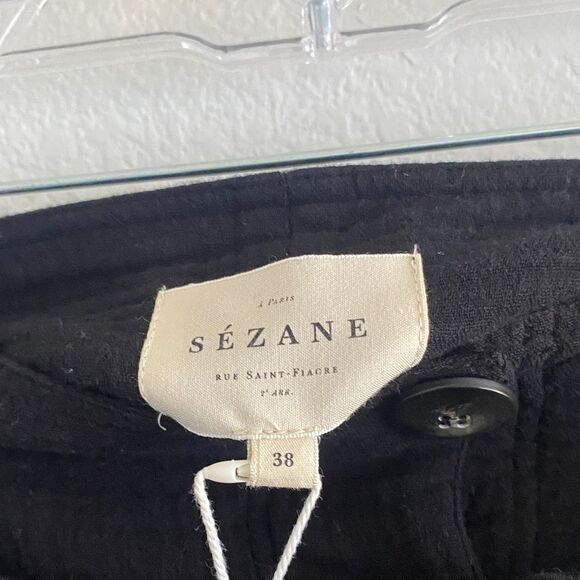 À PARIS
SÉZANE
RUE SAINT-FIACRE
2ᵉ ARR.
38